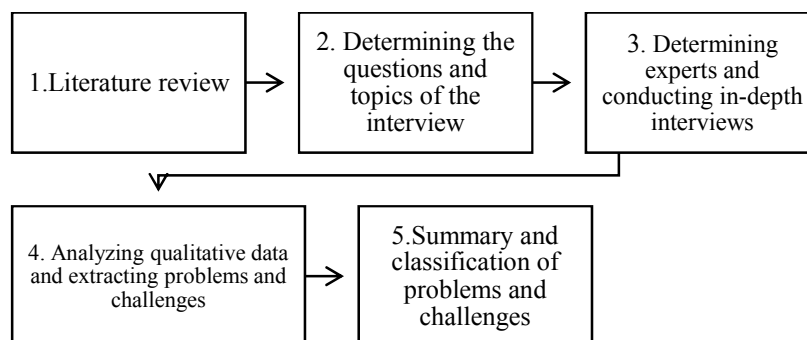 1.Literature review
2. Determining the
questions and
topics of the
interview
3. Determining
experts and
conducting in-depth
interviews
4. Analyzing qualitative data
and extracting problems and
challenges
5.Summary and
classification of
problems and
challenges